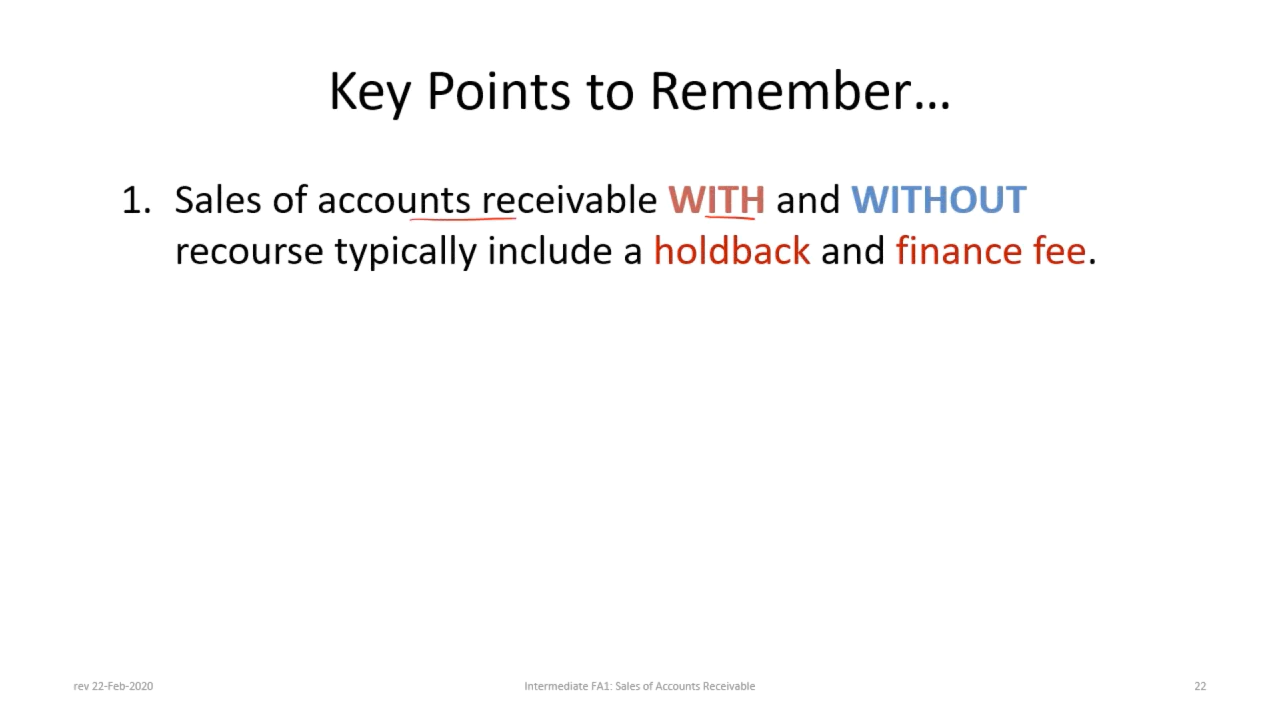 Key Points to Remember…
1. Sales of accounts receivable WITH and WITHOUT
recourse typically include a holdback and finance fee.
rev 22-Feb-2020
Intermediate FA1: Sales of Accounts Receivable
22